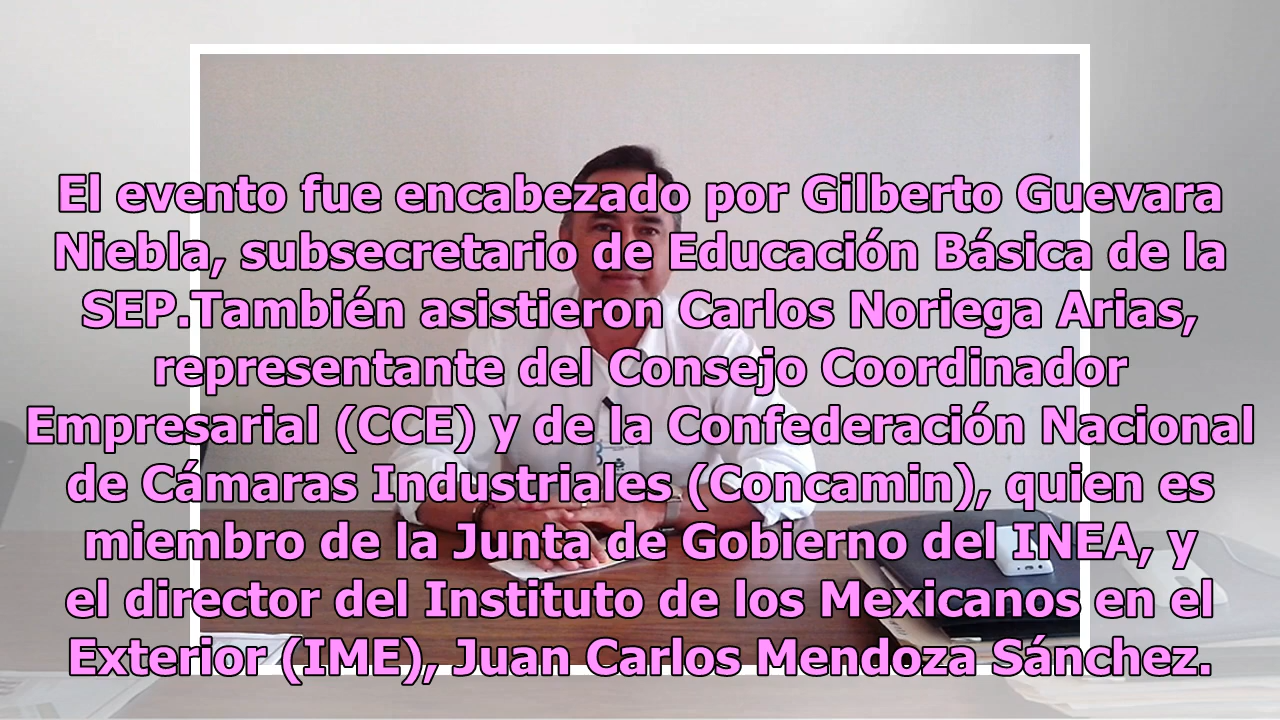 El evento fue encabezado por Gilberto Guevara
Niebla, subsecretario de Educación Básica de la
SEP.También asistieron Carlos Noriega Arias,
representante del Consejo Coordinador
Empresarial (CCE) y de la Confederación Nacional
de Cámaras Industriales (Concamin), quien es
miembro de la Junta de Gobierno del INEA, y
el director del Instituto de los Mexicanos en el
Exterior (IME), Juan Carlos Mendoza Sánchez.